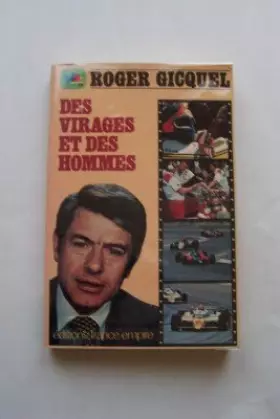 ROGER GICQUEL
DES
VIRAGES
ET DES
HOMMES
éditions france-empire